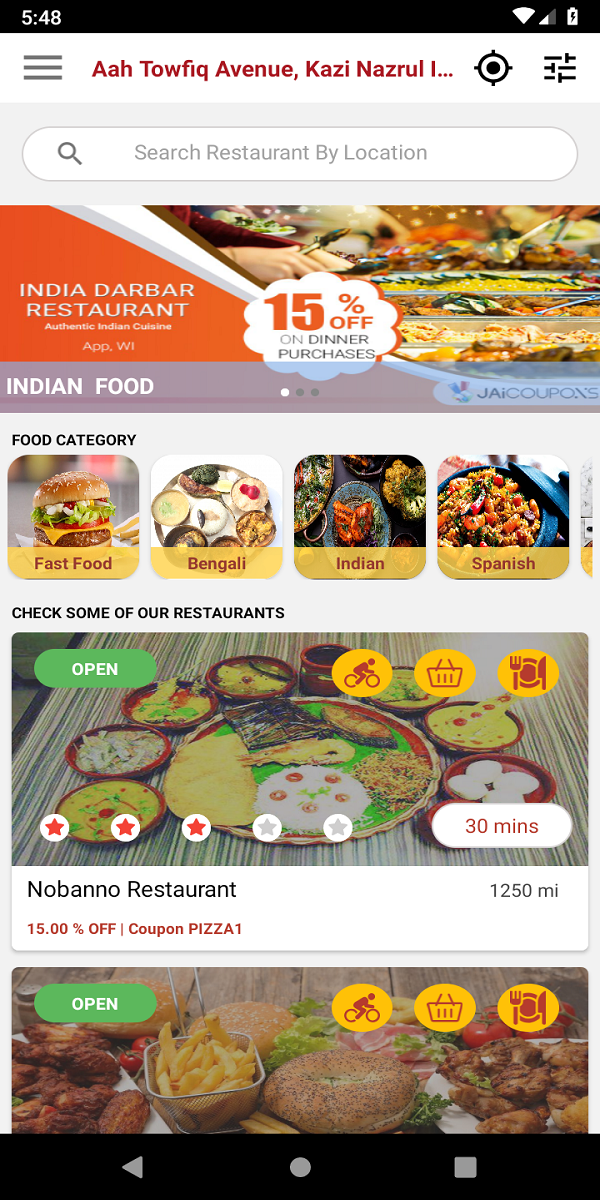 5:48
Aah Towfiq Avenue, Kazi Nazrul I...
Search Restaurant By Location
INDIA DARBAR
RESTAURANT
Authentic Indian Cuisine
App, WI
15 % OFF
ON DINNER
PURCHASES
INDIAN FOOD
JAiCOUPONS
FOOD CATEGORY
Fast Food
Bengali
Indian
Spanish
CHECK SOME OF OUR RESTAURANTS
OPEN
30 mins
Nobanno Restaurant
1250 mi
15.00 % OFF | Coupon PIZZA1
OPEN